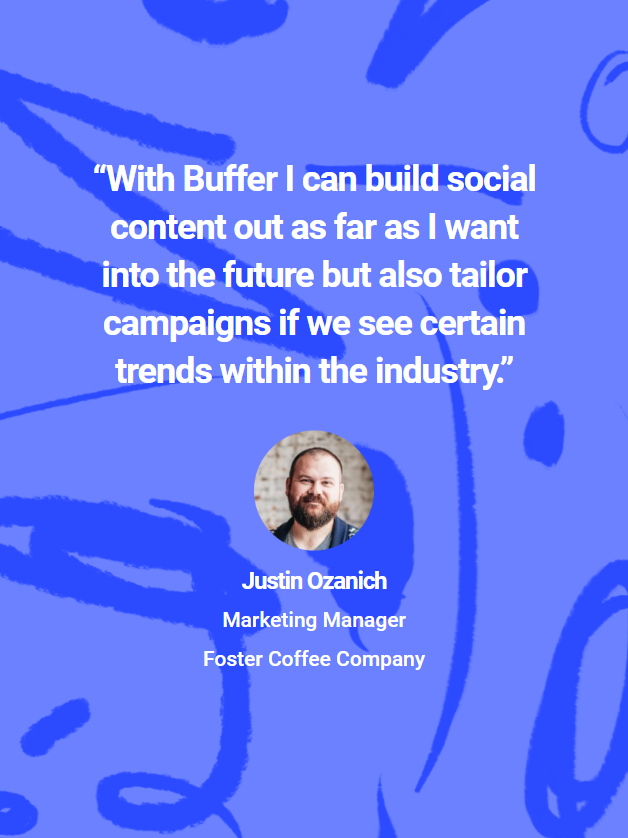 “With Buffer I can build social
content out as far as I want
into the future but also tailor
campaigns if we see certain
trends within the industry.”
Justin Ozanich
Marketing Manager
Foster Coffee Company